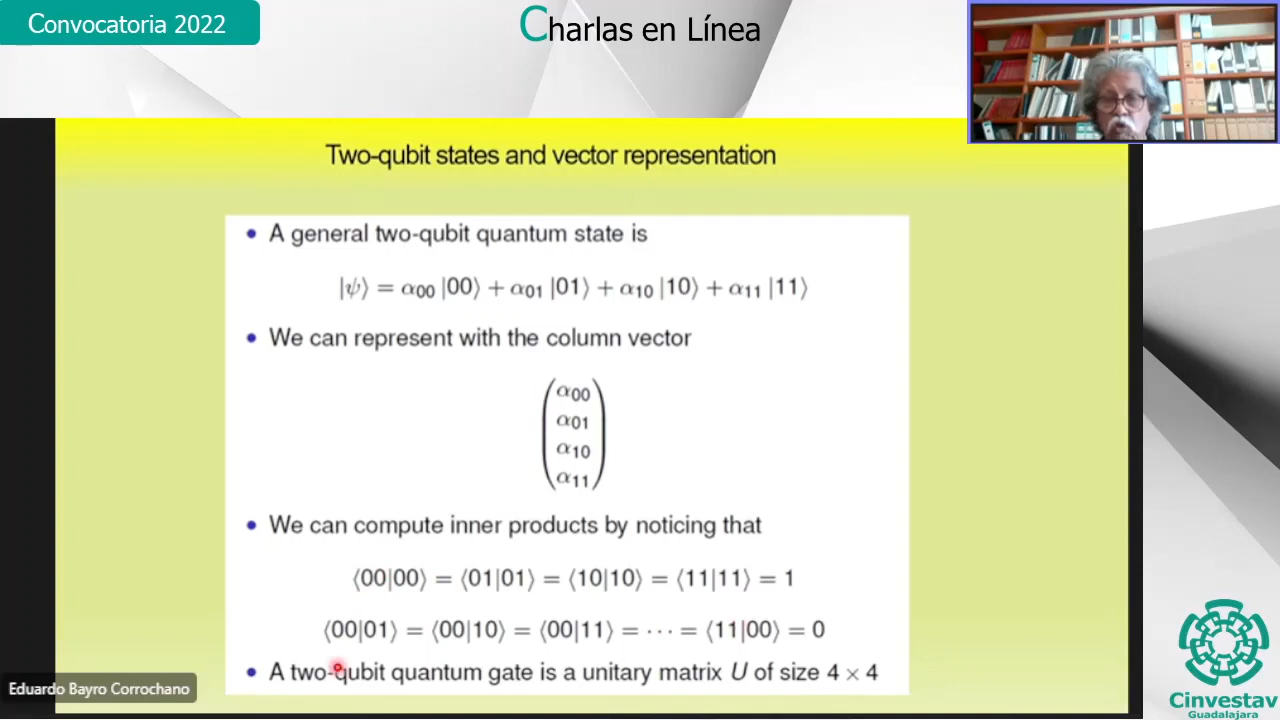 Convocatoria 2022
Charlas en Línea
Two-qubit states and vector representation
• A general two-qubit quantum state is
|ψ⟩ = α₀₀ |00⟩ + α₀₁ |01⟩ + α₁₀ |10⟩ + α₁₁ |11⟩
• We can represent with the column vector
α₀₀
α₀₁
α₁₀
α₁₁
• We can compute inner products by noticing that
⟨00|00⟩ = ⟨01|01⟩ = ⟨10|10⟩ = ⟨11|11⟩ = 1
⟨00|01⟩ = ⟨00|10⟩ = ⟨00|11⟩ = ··· = ⟨11|00⟩ = 0
• A two-qubit quantum gate is a unitary matrix U of size 4 × 4
Eduardo Bayro Corrochano
Cinvestav
Guadalajara